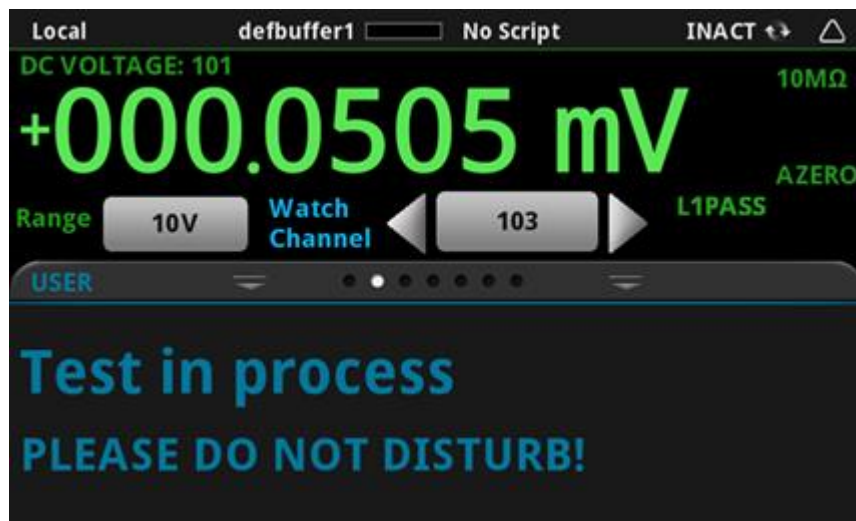 Local defbuffer1 No Script INACT
DC VOLTAGE: 101
10MΩ
+000.0505 mV
AZERO
Range 10V Watch Channel 103 L1PASS
USER
Test in process
PLEASE DO NOT DISTURB!